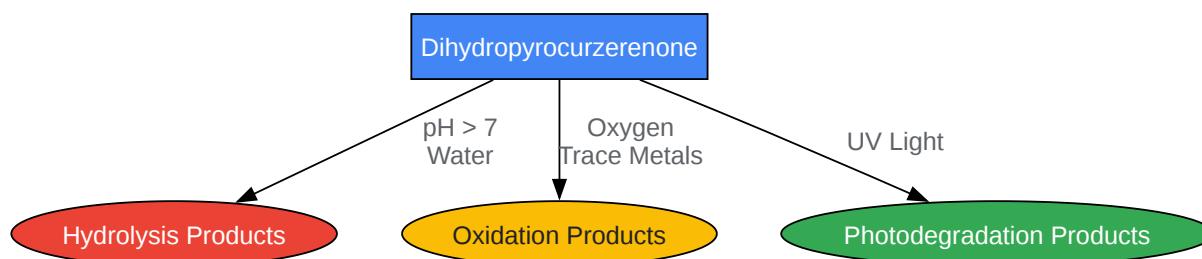 Dihydropyrocurzerenone
pH > 7
Water
Oxygen
Trace Metals
UV Light
Hydrolysis Products
Oxidation Products
Photodegradation Products